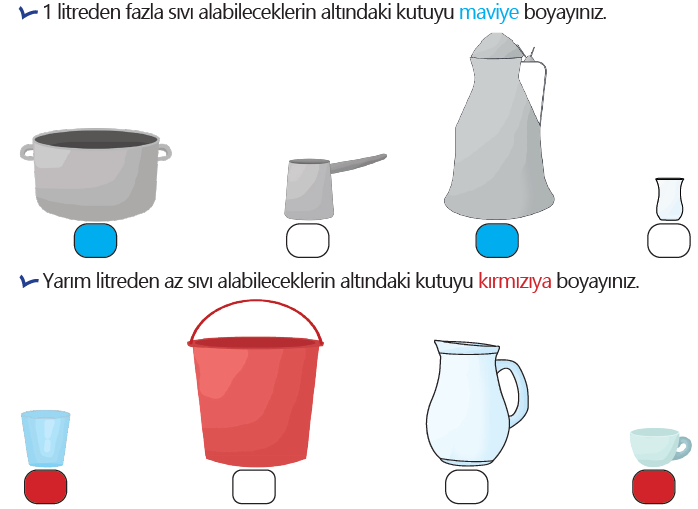 1 litreden fazla sıvı alabileceklerin altındaki kutuyu maviye boyayınız.
Yarım litreden az sıvı alabileceklerin altındaki kutuyu kırmızıya boyayınız.